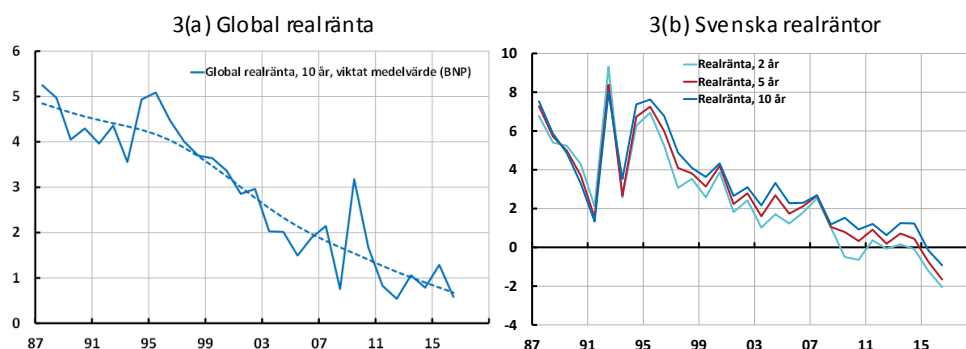 3(a) Global realränta
6
5
4
3
2
1
0
Global realränta, 10 år, viktat medelvärde (BNP)
87 91 95 99 03 07 11 15
3(b) Svenska realräntor
10
8
6
4
2
0
-2
-4
Realränta, 2 år
Realränta, 5 år
Realränta, 10 år
87 91 95 99 03 07 11 15